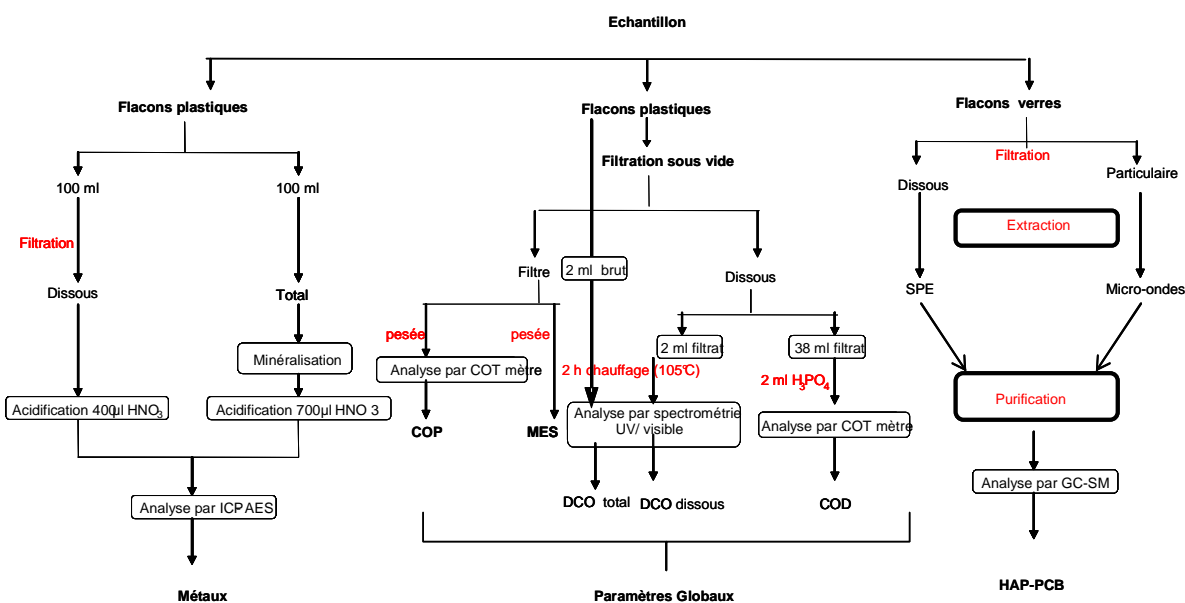 Echantillon
Flacons plastiques
Flacons plastiques
Flacons verres
Filtration sous vide
Filtration
100 ml
100 ml
Dissous
Particulaire
Filtration
Extraction
Filtre
2 ml brut
Dissous
Dissous
Total
SPE
Micro-ondes
pesée
pesée
2 ml filtrat
38 ml filtrat
Minéralisation
Analyse par COT mètre
2 h chauffage (105°C)
2 ml H3PO4
Acidification 400µl HNO3
Acidification 700µl HNO 3
Analyse par spectrométrie
UV/ visible
Purification
COP
MES
Analyse par COT mètre
Analyse par GC-SM
Analyse par ICPAES
DCO total
DCO dissous
COD
Métaux
Paramètres Globaux
HAP-PCB